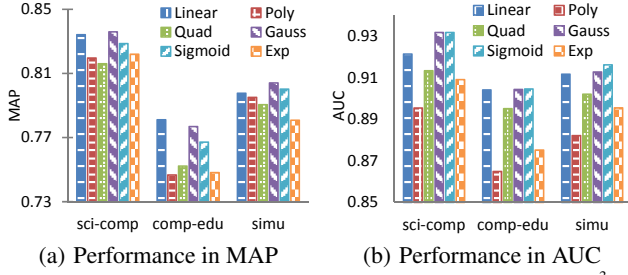 0.85
0.81
0.77
0.73
MAP
Linear Poly
Quad Gauss
Sigmoid Exp
sci-comp comp-edu simu
(a) Performance in MAP
0.93
0.91
0.89
0.87
0.85
AUC
Linear Poly
Quad Gauss
Sigmoid Exp
sci-comp comp-edu simu
(b) Performance in AUC